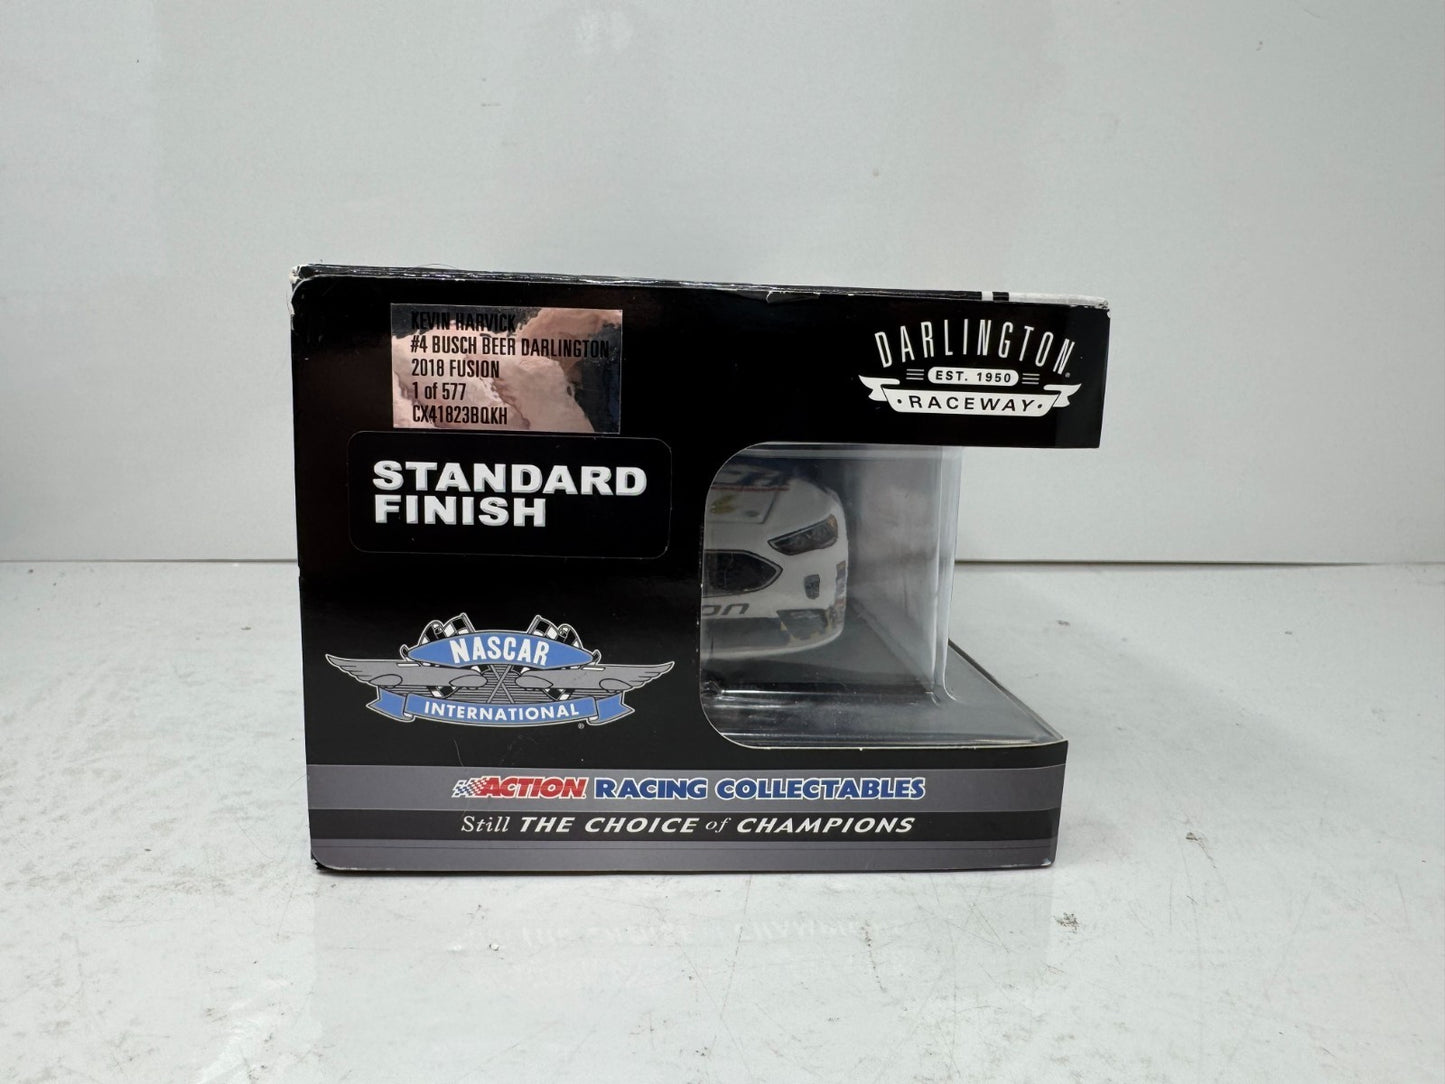 KEVIN HARVICK
#4 BUSCH BEER DARLINGTON
2018 FUSION
1 of 577
CX41823BQKH
DARLINGTON
EST. 1950
·RACEWAY·
STANDARD
FINISH
NASCAR
INTERNATIONAL
ACTION RACING COLLECTABLES
Still THE CHOICE of CHAMPIONS